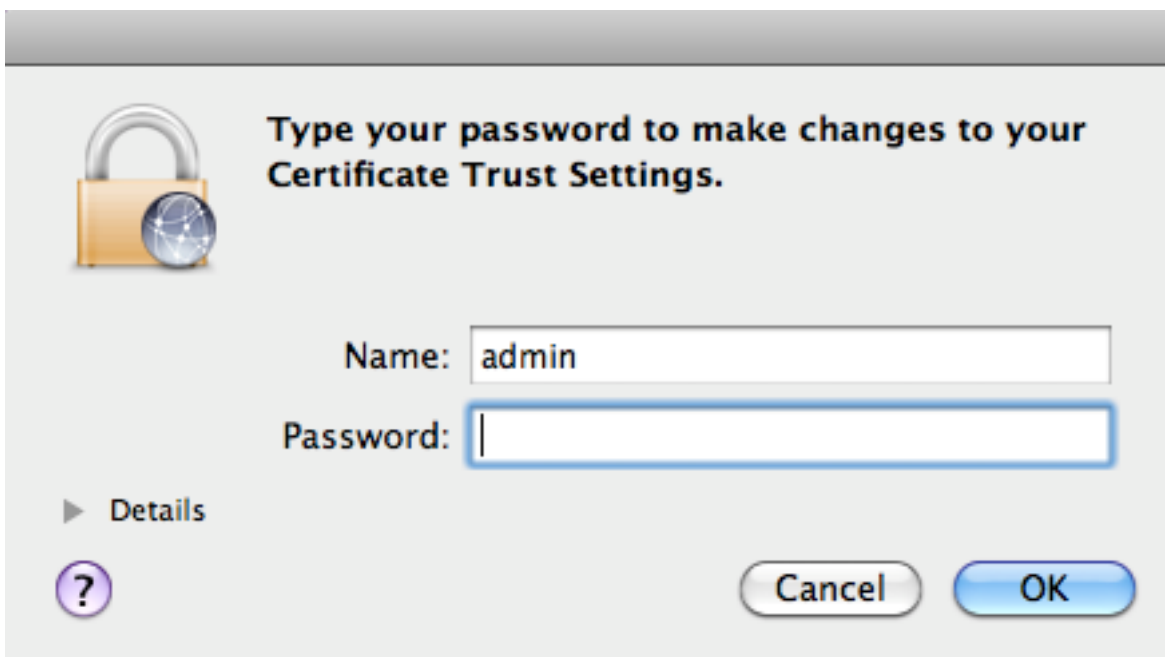 Type your password to make changes to your
Certificate Trust Settings.
Name: admin
Password:
Details
? Cancel OK